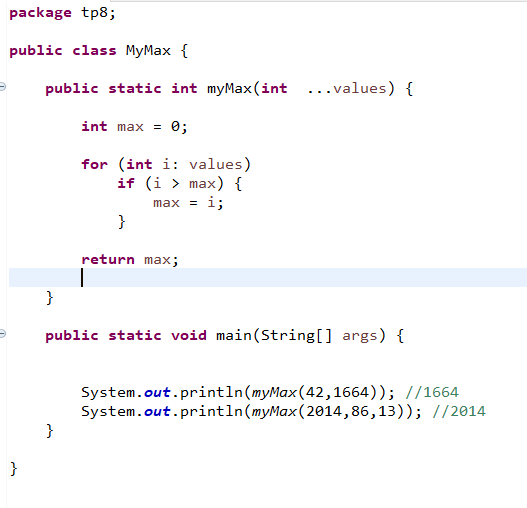 package tp8;
public class MyMax {
    public static int myMax(int  ...values) {
        int max = 0;
        for (int i: values)
            if (i > max) {
                max = i;
            }
        return max;
    }
    public static void main(String[] args) {
        System.out.println(myMax(42,1664)); //1664
        System.out.println(myMax(2014,86,13)); //2014
    }
}